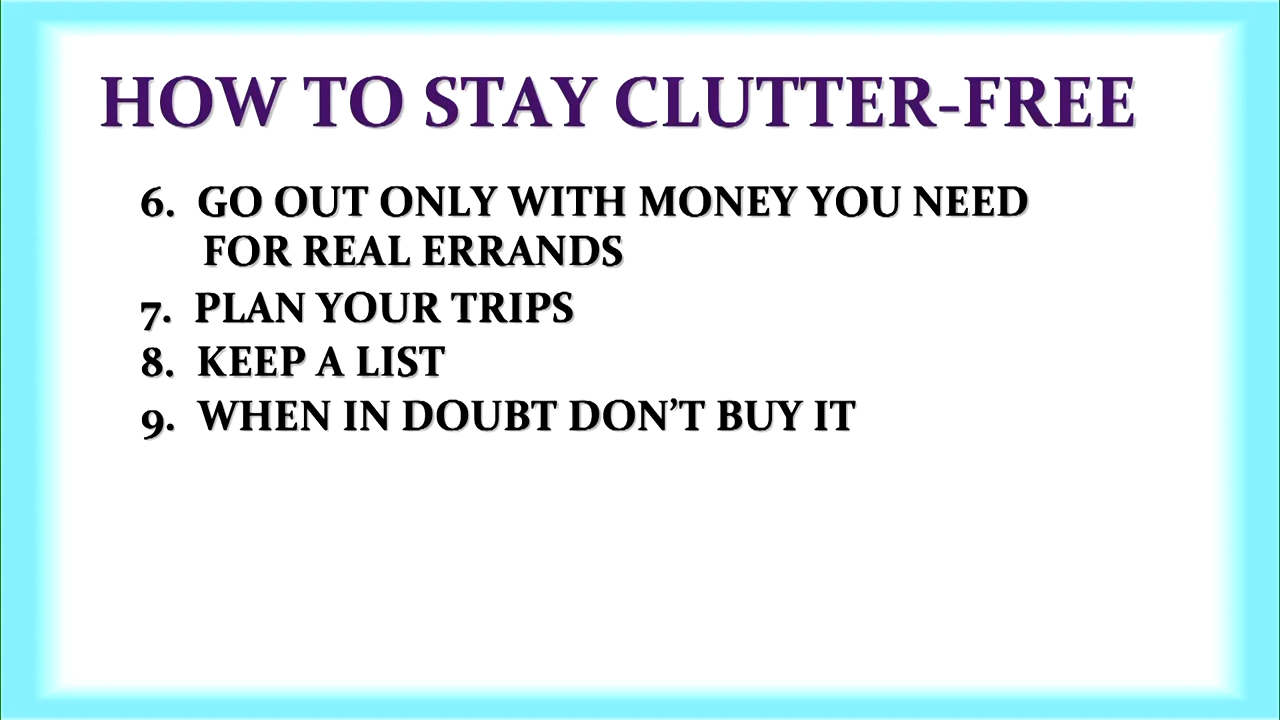 HOW TO STAY CLUTTER-FREE
6. GO OUT ONLY WITH MONEY YOU NEED
FOR REAL ERRANDS
7. PLAN YOUR TRIPS
8. KEEP A LIST
9. WHEN IN DOUBT DON’T BUY IT